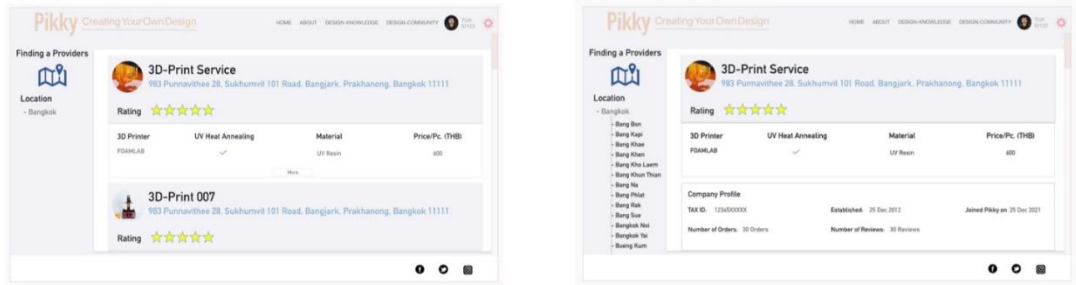 Pikky Creating Your Own Design
HOME ABOUT DESIGN-KNOWLEDGE DESIGN-COMMUNITY
Finding a Providers
Location
- Bangkok
3D-Print Service
983 Punnavithee 28, Sukhumvit 101 Road, Bangjark, Prakhanong, Bangkok 11111
Rating
3D Printer UV Heat Annealing Material Price/Pc. (THB)
FOAMLAB UV Resin 600
More
3D-Print 007
983 Punnavithee 28, Sukhumvit 101 Road, Bangjark, Prakhanong, Bangkok 11111
Rating
Pikky Creating Your Own Design
HOME ABOUT DESIGN-KNOWLEDGE DESIGN-COMMUNITY
Finding a Providers
Location
- Bangkok
- Bang Bon
- Bang Kapi
- Bang Khae
- Bang Khen
- Bang Kho Laem
- Bang Khun Thian
- Bang Na
- Bang Phlat
- Bang Rak
- Bang Sue
- Bangkok Noi
- Bangkok Yai
- Bueng Kum
3D-Print Service
983 Punnavithee 28, Sukhumvit 101 Road, Bangjark, Prakhanong, Bangkok 11111
Rating
3D Printer UV Heat Annealing Material Price/Pc. (THB)
FOAMLAB UV Resin 600
Company Profile
TAX ID: 12345XXXXX Established: 25 Dec 2012 Joined Pikky on 25 Dec 2021
Number of Orders: 30 Orders Number of Reviews: 30 Reviews